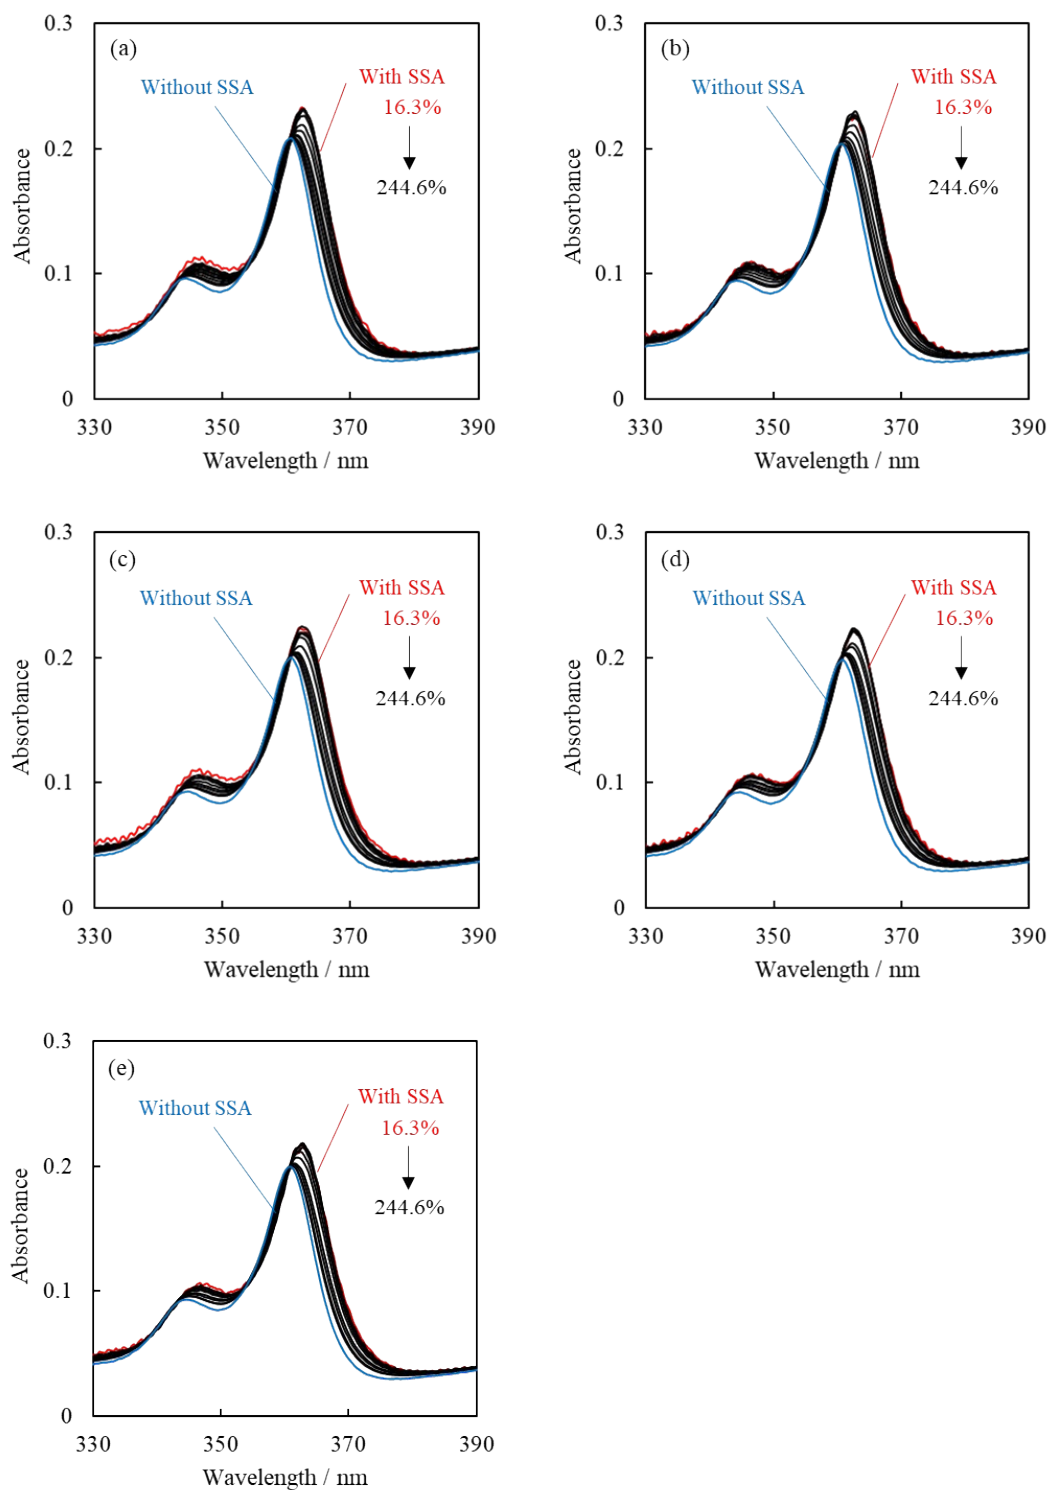 0.3
(a)
Without SSA
With SSA
16.3%
244.6%
0.2
0.1
0
Absorbance
330
350
370
390
Wavelength / nm
0.3
(b)
Without SSA
With SSA
16.3%
244.6%
0.2
0.1
0
Absorbance
330
350
370
390
Wavelength / nm
0.3
(c)
Without SSA
With SSA
16.3%
244.6%
0.2
0.1
0
Absorbance
330
350
370
390
Wavelength / nm
0.3
(d)
Without SSA
With SSA
16.3%
244.6%
0.2
0.1
0
Absorbance
330
350
370
390
Wavelength / nm
0.3
(e)
Without SSA
With SSA
16.3%
244.6%
0.2
0.1
0
Absorbance
330
350
370
390
Wavelength / nm